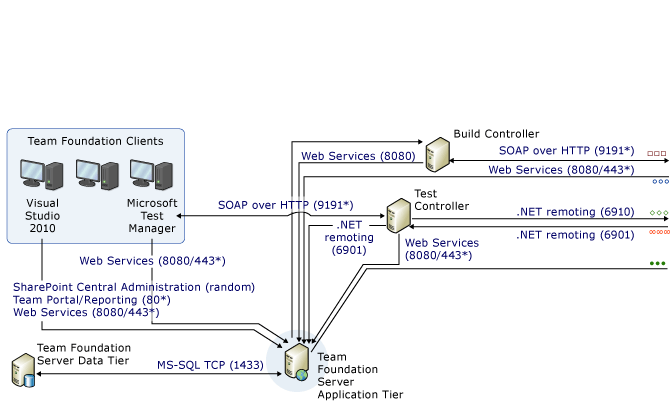 Team Foundation Clients
Visual
Studio
2010
Microsoft
Test
Manager
Build Controller
SOAP over HTTP (9191*)
Web Services (8080)
Web Services (8080/443*)
Test
Controller
SOAP over HTTP (9191*)
.NET remoting (6910)
.NET
remoting
(6901)
.NET remoting (6901)
Web Services
(8080/443*)
Web Services (8080/443*)
SharePoint Central Administration (random)
Team Portal/Reporting (80*)
Web Services (8080/443*)
Team Foundation
Server Data Tier
MS-SQL TCP (1433)
Team
Foundation
Server
Application Tier